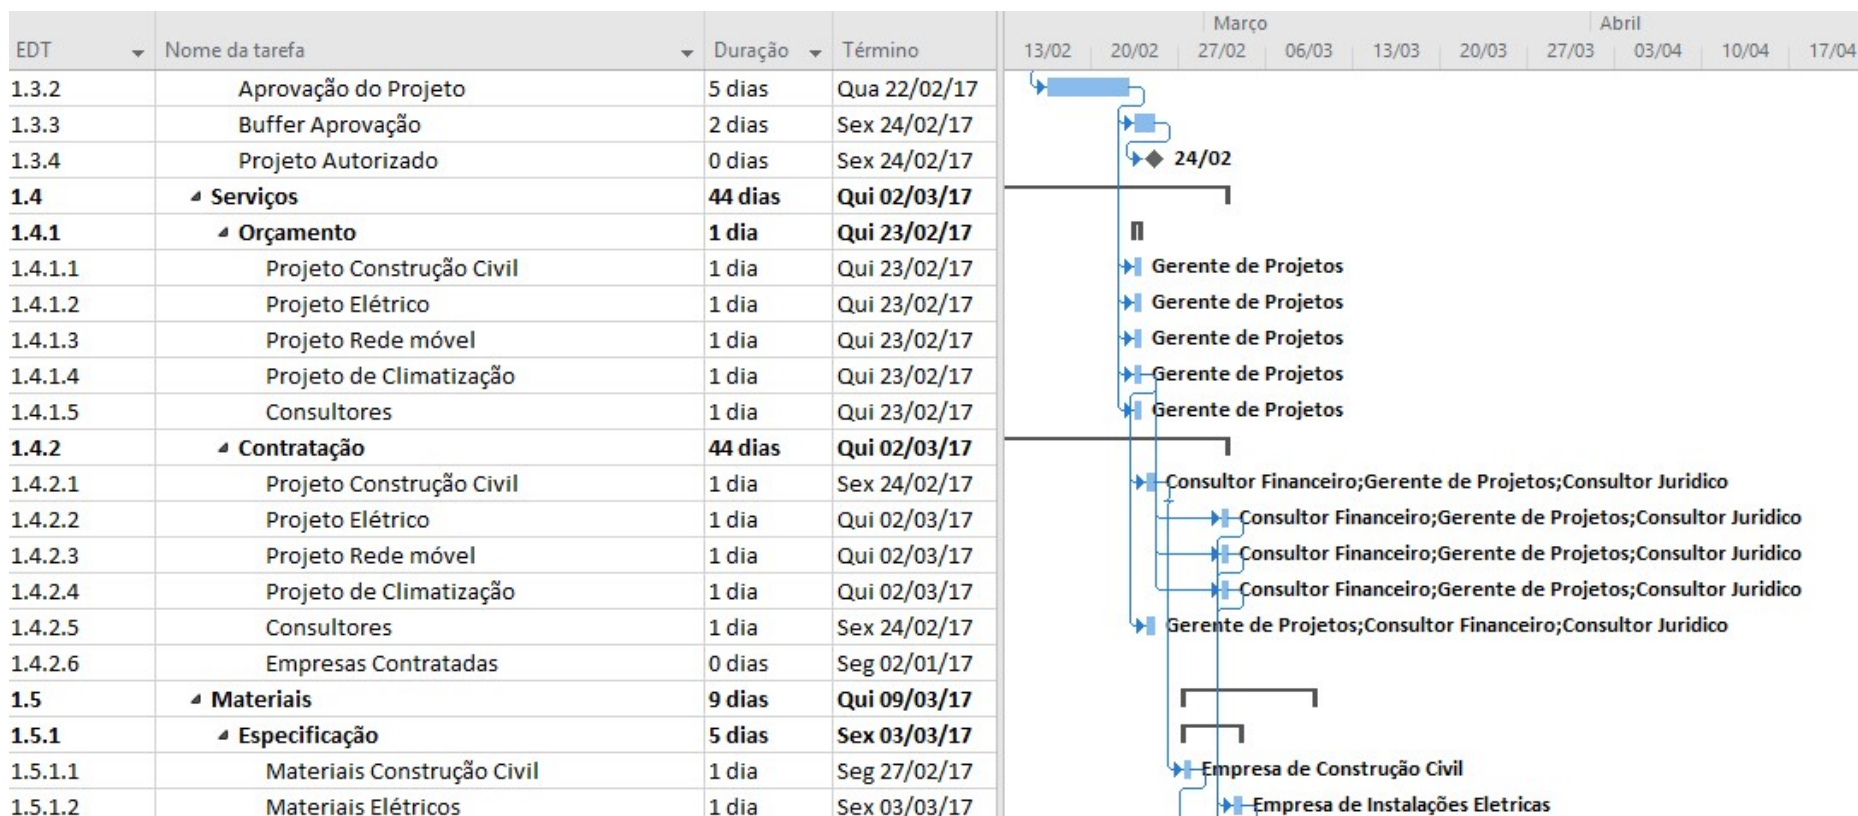 Março Abril
EDT Nome da tarefa Duração Término 13/02 20/02 27/02 06/03 13/03 20/03 27/03 03/04 10/04 17/04
1.3.2 Aprovação do Projeto 5 dias Qua 22/02/17
1.3.3 Buffer Aprovação 2 dias Sex 24/02/17
1.3.4 Projeto Autorizado 0 dias Sex 24/02/17 24/02
1.4 Serviços 44 dias Qui 02/03/17
1.4.1 Orçamento 1 dia Qui 23/02/17
1.4.1.1 Projeto Construção Civil 1 dia Qui 23/02/17 Gerente de Projetos
1.4.1.2 Projeto Elétrico 1 dia Qui 23/02/17 Gerente de Projetos
1.4.1.3 Projeto Rede móvel 1 dia Qui 23/02/17 Gerente de Projetos
1.4.1.4 Projeto de Climatização 1 dia Qui 23/02/17 Gerente de Projetos
1.4.1.5 Consultores 1 dia Qui 23/02/17 Gerente de Projetos
1.4.2 Contratação 44 dias Qui 02/03/17
1.4.2.1 Projeto Construção Civil 1 dia Sex 24/02/17 Consultor Financeiro;Gerente de Projetos;Consultor Juridico
1.4.2.2 Projeto Elétrico 1 dia Qui 02/03/17 Consultor Financeiro;Gerente de Projetos;Consultor Juridico
1.4.2.3 Projeto Rede móvel 1 dia Qui 02/03/17 Consultor Financeiro;Gerente de Projetos;Consultor Juridico
1.4.2.4 Projeto de Climatização 1 dia Qui 02/03/17 Consultor Financeiro;Gerente de Projetos;Consultor Juridico
1.4.2.5 Consultores 1 dia Sex 24/02/17 Gerente de Projetos;Consultor Financeiro;Consultor Juridico
1.4.2.6 Empresas Contratadas 0 dias Seg 02/01/17
1.5 Materiais 9 dias Qui 09/03/17
1.5.1 Especificação 5 dias Sex 03/03/17
1.5.1.1 Materiais Construção Civil 1 dia Seg 27/02/17 Empresa de Construção Civil
1.5.1.2 Materiais Elétricos 1 dia Sex 03/03/17 Empresa de Instalações Eletricas